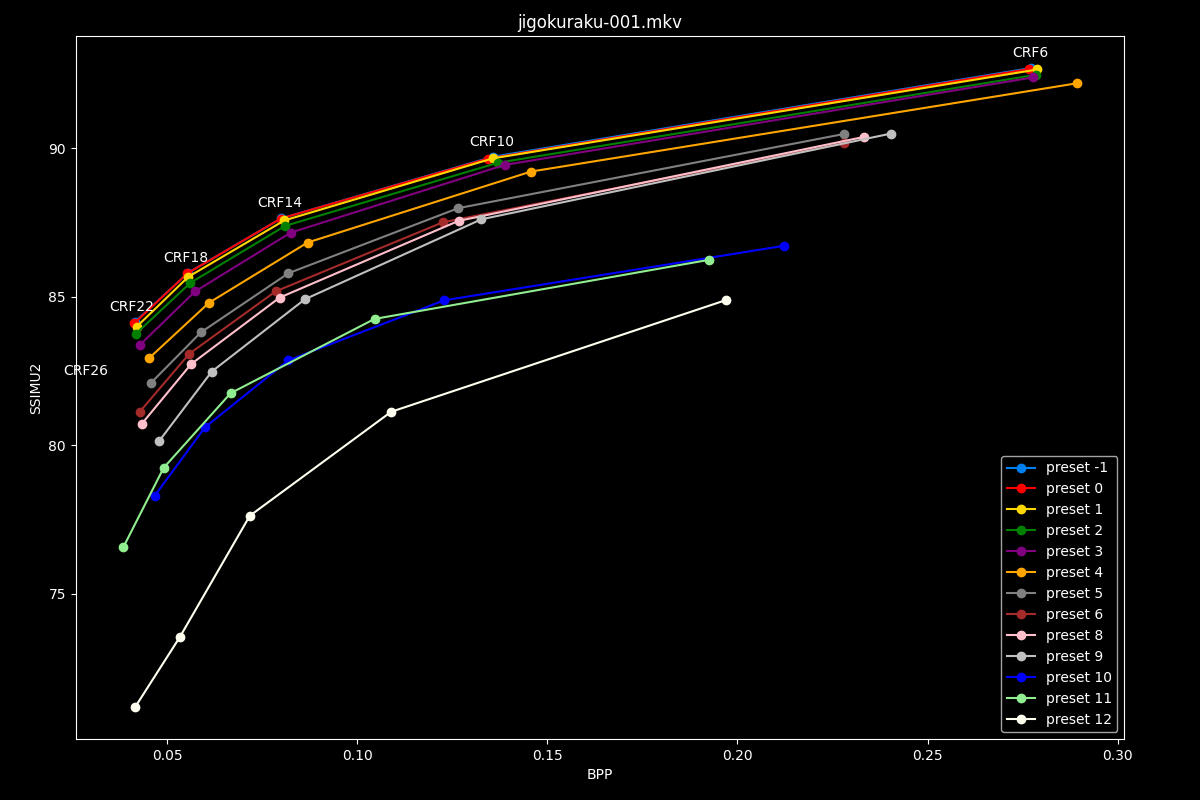 jigokuraku-001.mkv
CRF6
CRF10
CRF14
CRF18
CRF22
CRF26
SSIMU2
90
85
80
75
0.05 0.10 0.15 0.20 0.25 0.30
BPP
preset -1
preset 0
preset 1
preset 2
preset 3
preset 4
preset 5
preset 6
preset 8
preset 9
preset 10
preset 11
preset 12